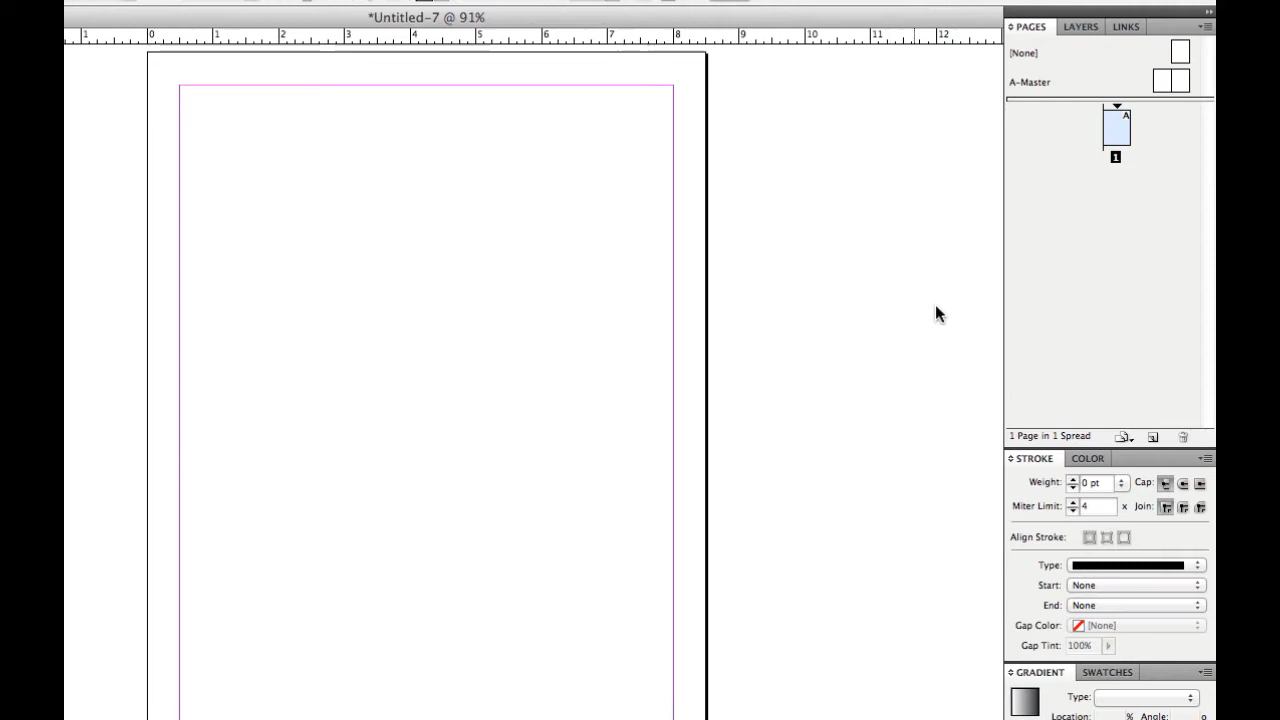 *Untitled-7 @ 91%
1 0 1 2 3 4 5 6 7 8 9 10 11 12
PAGES LAYERS LINKS
[None]
A-Master
A
1
1 Page in 1 Spread
STROKE COLOR
Weight: 0 pt Cap:
Miter Limit: 4 x Join:
Align Stroke:
Type:
Start: None
End: None
Gap Color: [None]
Gap Tint: 100%
GRADIENT SWATCHES
Type:
Location: % Angle: o